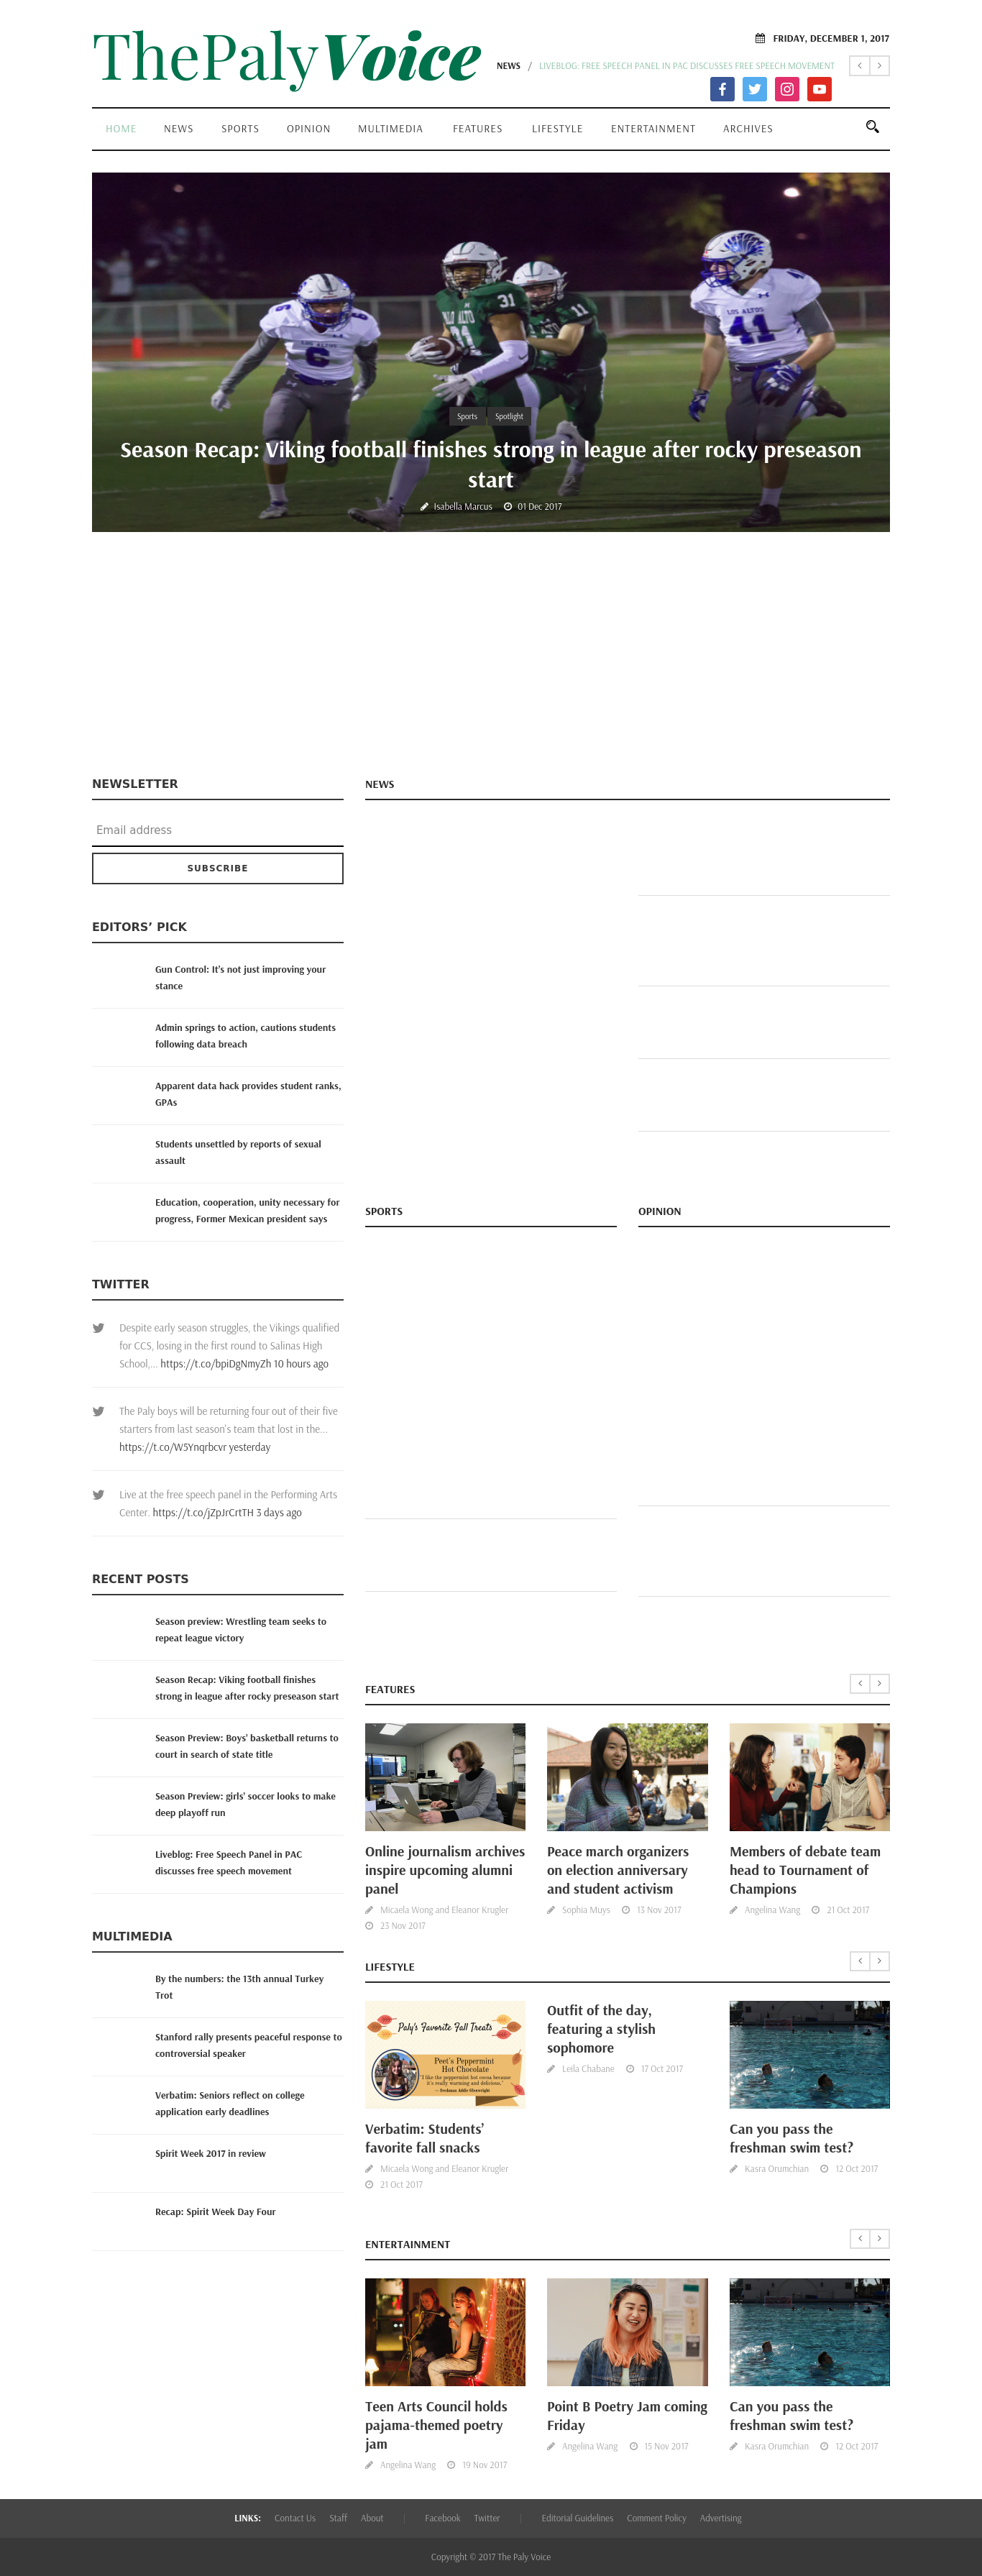 ThePalyVoice
FRIDAY, DECEMBER 1, 2017
NEWS / LIVEBLOG: FREE SPEECH PANEL IN PAC DISCUSSES FREE SPEECH MOVEMENT
HOME NEWS SPORTS OPINION MULTIMEDIA FEATURES LIFESTYLE ENTERTAINMENT ARCHIVES
31
6
LOS ALTOS
41
Sports Spotlight
Season Recap: Viking football finishes strong in league after rocky preseason
start
Isabella Marcus 01 Dec 2017
NEWSLETTER
Email address
SUBSCRIBE
EDITORS’ PICK
Gun Control: It's not just improving your
stance
Admin springs to action, cautions students
following data breach
Apparent data hack provides student ranks,
GPAs
Students unsettled by reports of sexual
assault
Education, cooperation, unity necessary for
progress, Former Mexican president says
TWITTER
Despite early season struggles, the Vikings qualified
for CCS, losing in the first round to Salinas High
School,... https://t.co/bpiDgNmyZh 10 hours ago
The Paly boys will be returning four out of their five
starters from last season's team that lost in the...
https://t.co/W5Ynqrbcvr yesterday
Live at the free speech panel in the Performing Arts
Center. https://t.co/jZpJrCrtTH 3 days ago
RECENT POSTS
Season preview: Wrestling team seeks to
repeat league victory
Season Recap: Viking football finishes
strong in league after rocky preseason start
Season Preview: Boys' basketball returns to
court in search of state title
Season Preview: girls' soccer looks to make
deep playoff run
Liveblog: Free Speech Panel in PAC
discusses free speech movement
MULTIMEDIA
By the numbers: the 13th annual Turkey
Trot
Stanford rally presents peaceful response to
controversial speaker
Verbatim: Seniors reflect on college
application early deadlines
Spirit Week 2017 in review
Recap: Spirit Week Day Four
NEWS
SPORTS
OPINION
FEATURES
Online journalism archives
inspire upcoming alumni
panel
Micaela Wong and Eleanor Krugler
23 Nov 2017
Peace march organizers
on election anniversary
and student activism
Sophia Muys 13 Nov 2017
Members of debate team
head to Tournament of
Champions
Angelina Wang 21 Oct 2017
LIFESTYLE
Paly's Favorite Fall Treats
Peet's Peppermint
Hot Chocolate
"I like the peppermint hot cocoa because
it's really warming and delicious."
Verbatim: Students’
favorite fall snacks
Micaela Wong and Eleanor Krugler
21 Oct 2017
Outfit of the day,
featuring a stylish
sophomore
Leila Chabane 17 Oct 2017
Can you pass the
freshman swim test?
Kasra Orumchian 12 Oct 2017
ENTERTAINMENT
Teen Arts Council holds
pajama-themed poetry
jam
Angelina Wang 19 Nov 2017
Point B Poetry Jam coming
Friday
Angelina Wang 15 Nov 2017
Can you pass the
freshman swim test?
Kasra Orumchian 12 Oct 2017
LINKS: Contact Us Staff About | Facebook Twitter | Editorial Guidelines Comment Policy Advertising
Copyright © 2017 The Paly Voice